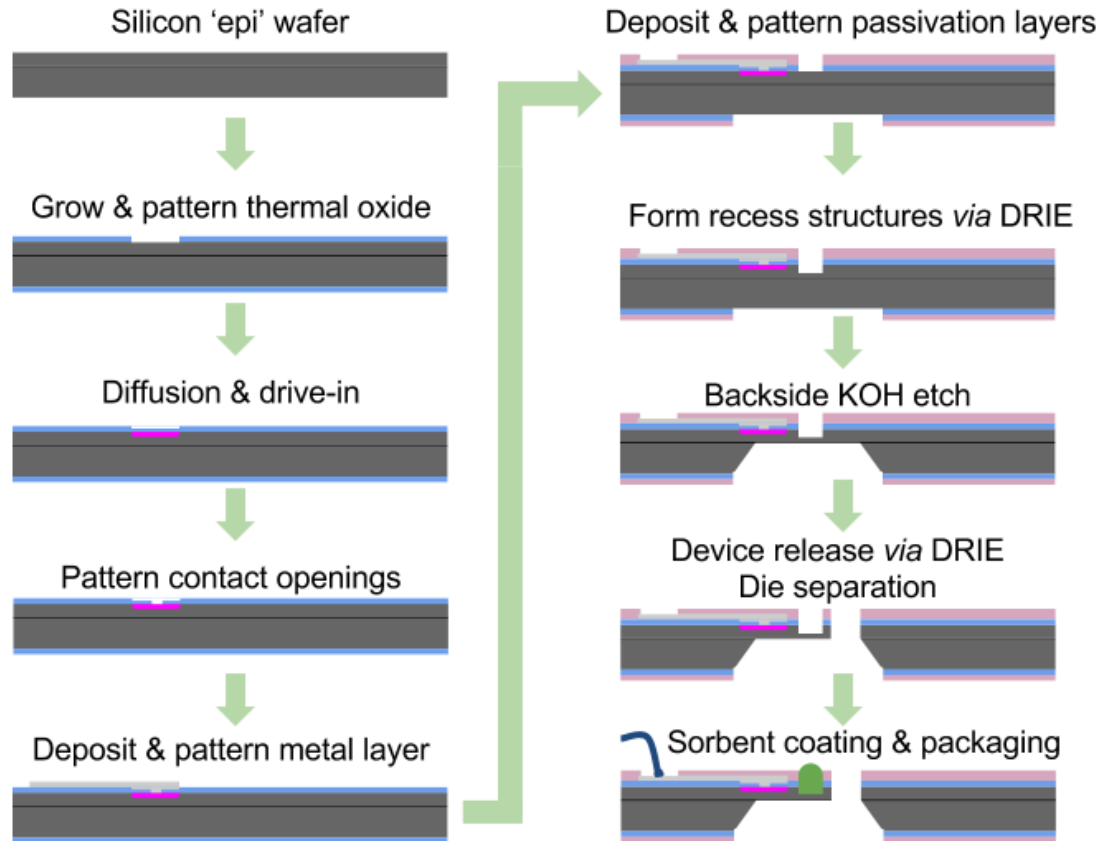 Silicon ‘epi’ wafer
Grow & pattern thermal oxide
Diffusion & drive-in
Pattern contact openings
Deposit & pattern metal layer
Deposit & pattern passivation layers
Form recess structures via DRIE
Backside KOH etch
Device release via DRIE
Die separation
Sorbent coating & packaging